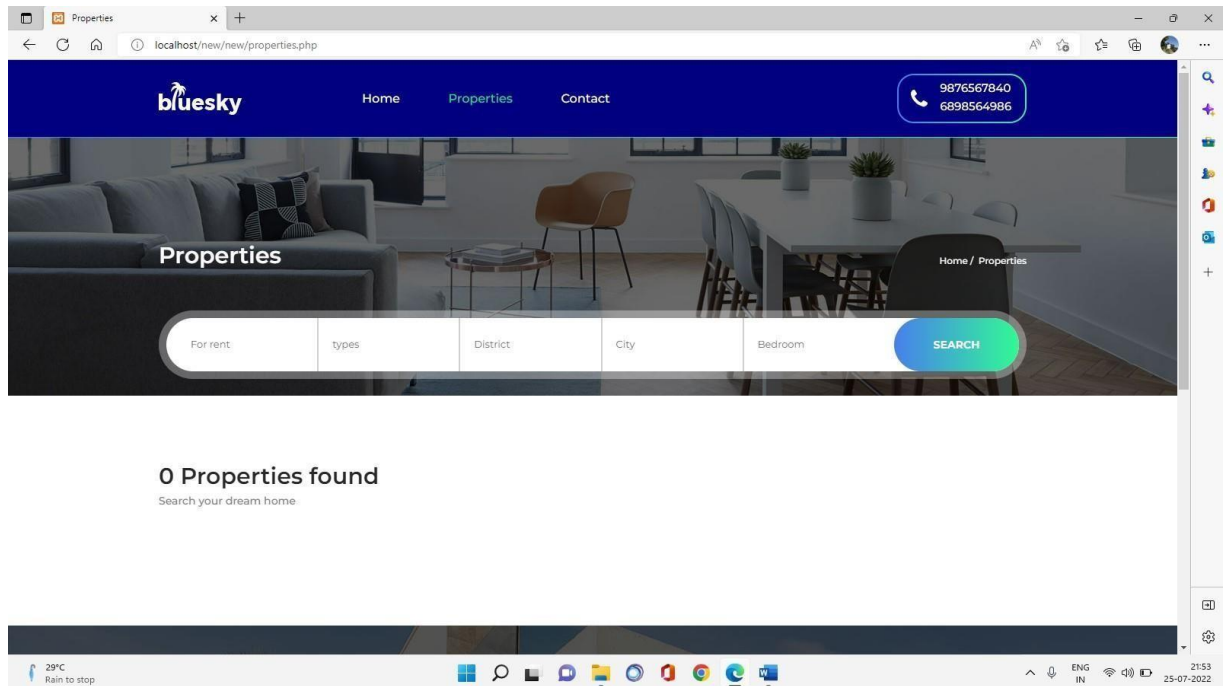 Properties
localhost/new/new/properties.php
bluesky
Home Properties Contact
9876567840
6898564986
Properties
Home / Properties
For rent types District City Bedroom SEARCH
0 Properties found
Search your dream home
29°C
Rain to stop
ENG
IN
21:53
25-07-2022